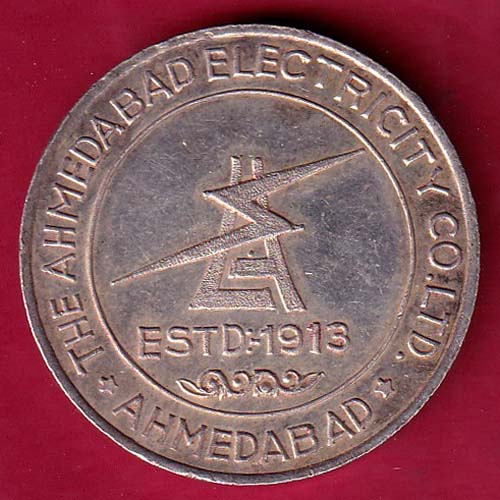 THE AHMEDABAD ELECTRICITY CO. LTD.
ESTD:1913
AHMEDABAD